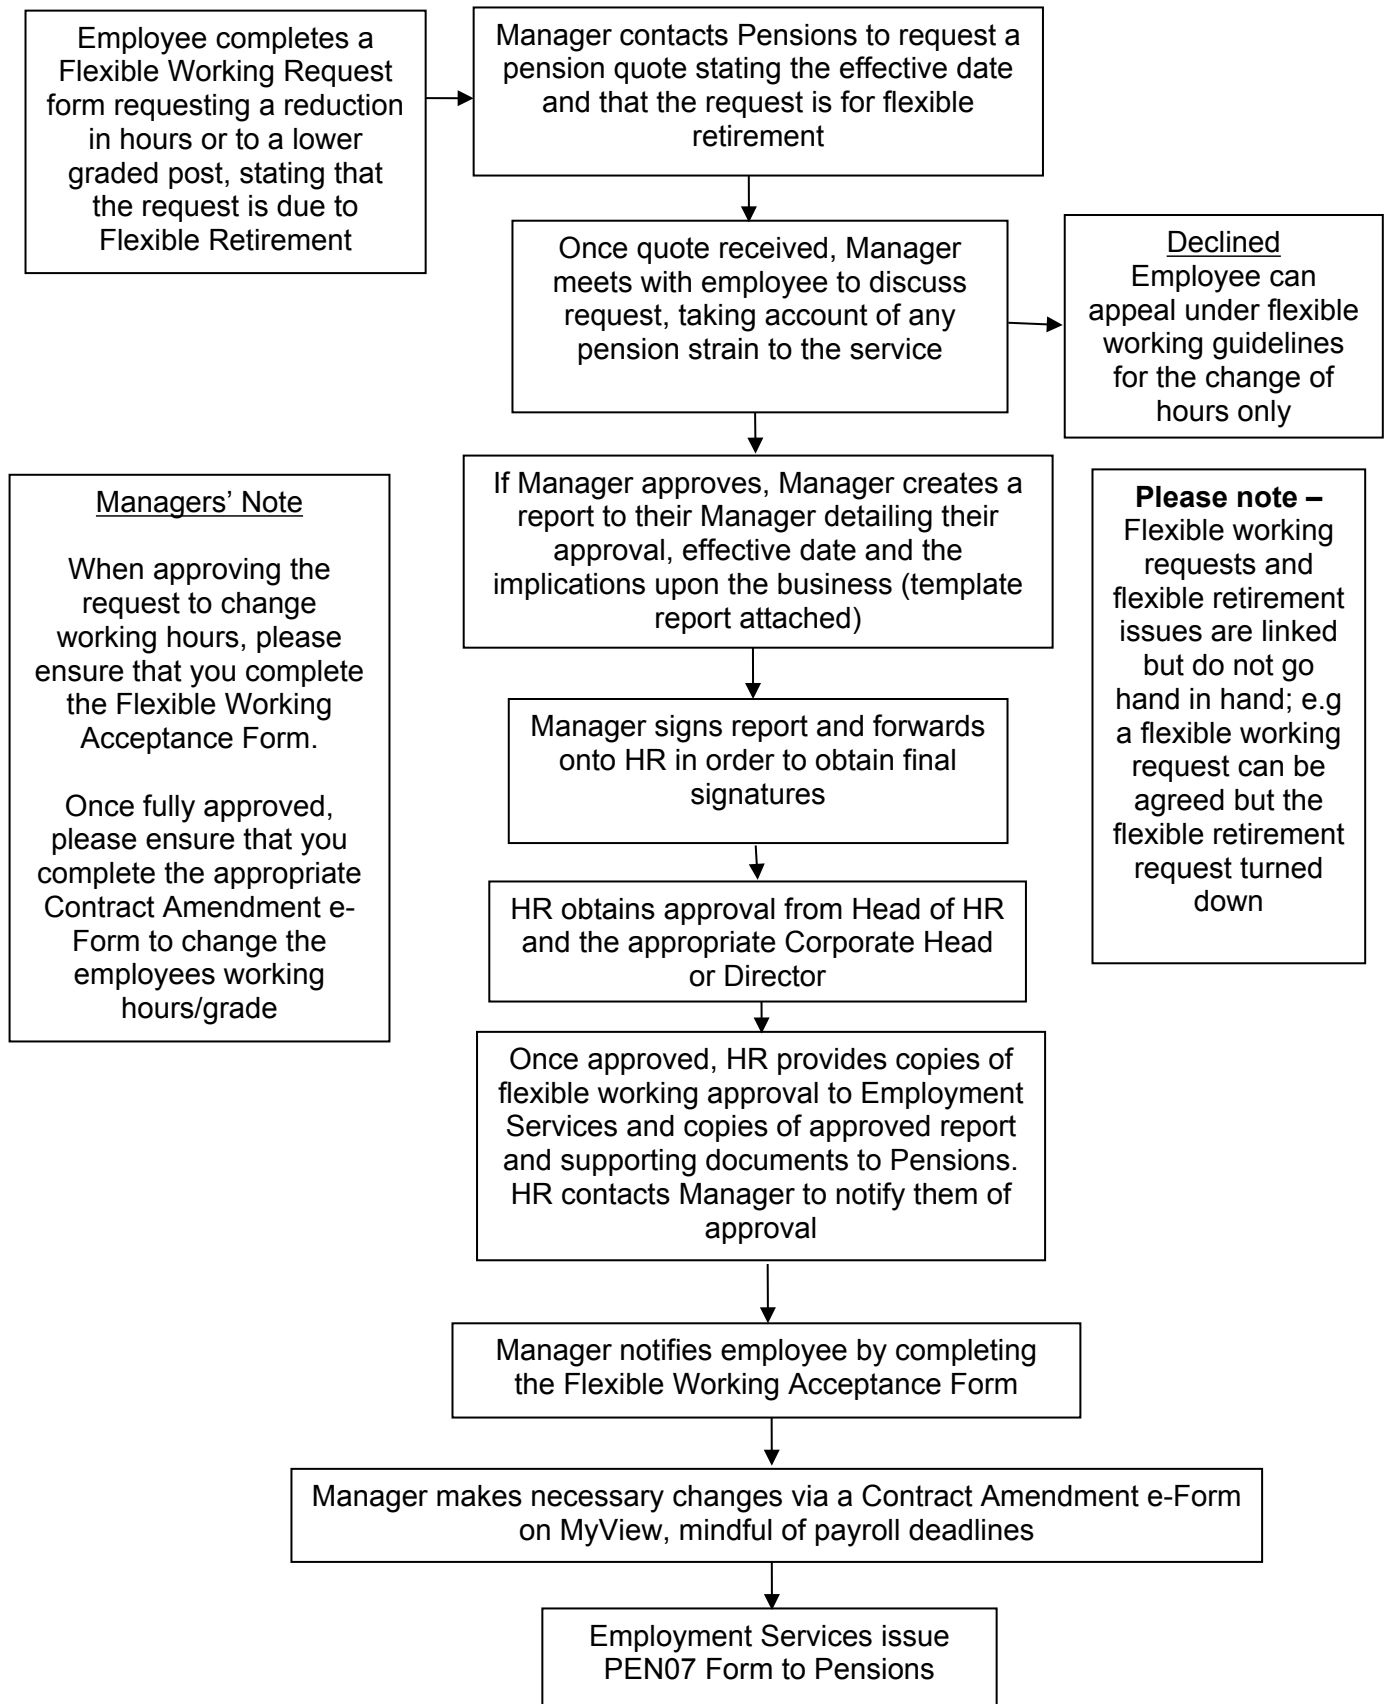 Employee completes a
Flexible Working Request
form requesting a reduction
in hours or to a lower
graded post, stating that
the request is due to
Flexible Retirement
Manager contacts Pensions to request a
pension quote stating the effective date
and that the request is for flexible
retirement
Once quote received, Manager
meets with employee to discuss
request, taking account of any
pension strain to the service
Declined
Employee can
appeal under flexible
working guidelines
for the change of
hours only
If Manager approves, Manager creates a
report to their Manager detailing their
approval, effective date and the
implications upon the business (template
report attached)
Managers’ Note
When approving the
request to change
working hours, please
ensure that you complete
the Flexible Working
Acceptance Form.
Once fully approved,
please ensure that you
complete the appropriate
Contract Amendment e-
Form to change the
employees working
hours/grade
Please note –
Flexible working
requests and
flexible retirement
issues are linked
but do not go
hand in hand; e.g
a flexible working
request can be
agreed but the
flexible retirement
request turned
down
Manager signs report and forwards
onto HR in order to obtain final
signatures
HR obtains approval from Head of HR
and the appropriate Corporate Head
or Director
Once approved, HR provides copies of
flexible working approval to Employment
Services and copies of approved report
and supporting documents to Pensions.
HR contacts Manager to notify them of
approval
Manager notifies employee by completing
the Flexible Working Acceptance Form
Manager makes necessary changes via a Contract Amendment e-Form
on MyView, mindful of payroll deadlines
Employment Services issue
PEN07 Form to Pensions